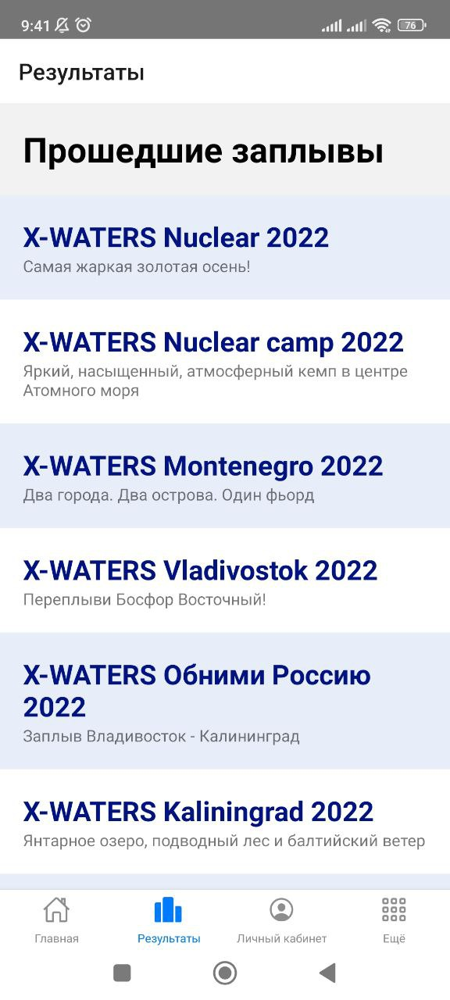 9:41
76
Результаты
Прошедшие заплывы
X-WATERS Nuclear 2022
Самая жаркая золотая осень!
X-WATERS Nuclear camp 2022
Яркий, насыщенный, атмосферный кемп в центре
Атомного моря
X-WATERS Montenegro 2022
Два города. Два острова. Один фьорд
X-WATERS Vladivostok 2022
Переплыви Босфор Восточный!
X-WATERS Обними Россию
2022
Заплыв Владивосток - Калининград
X-WATERS Kaliningrad 2022
Янтарное озеро, подводный лес и балтийский ветер
Главная
Результаты
Личный кабинет
Ещё